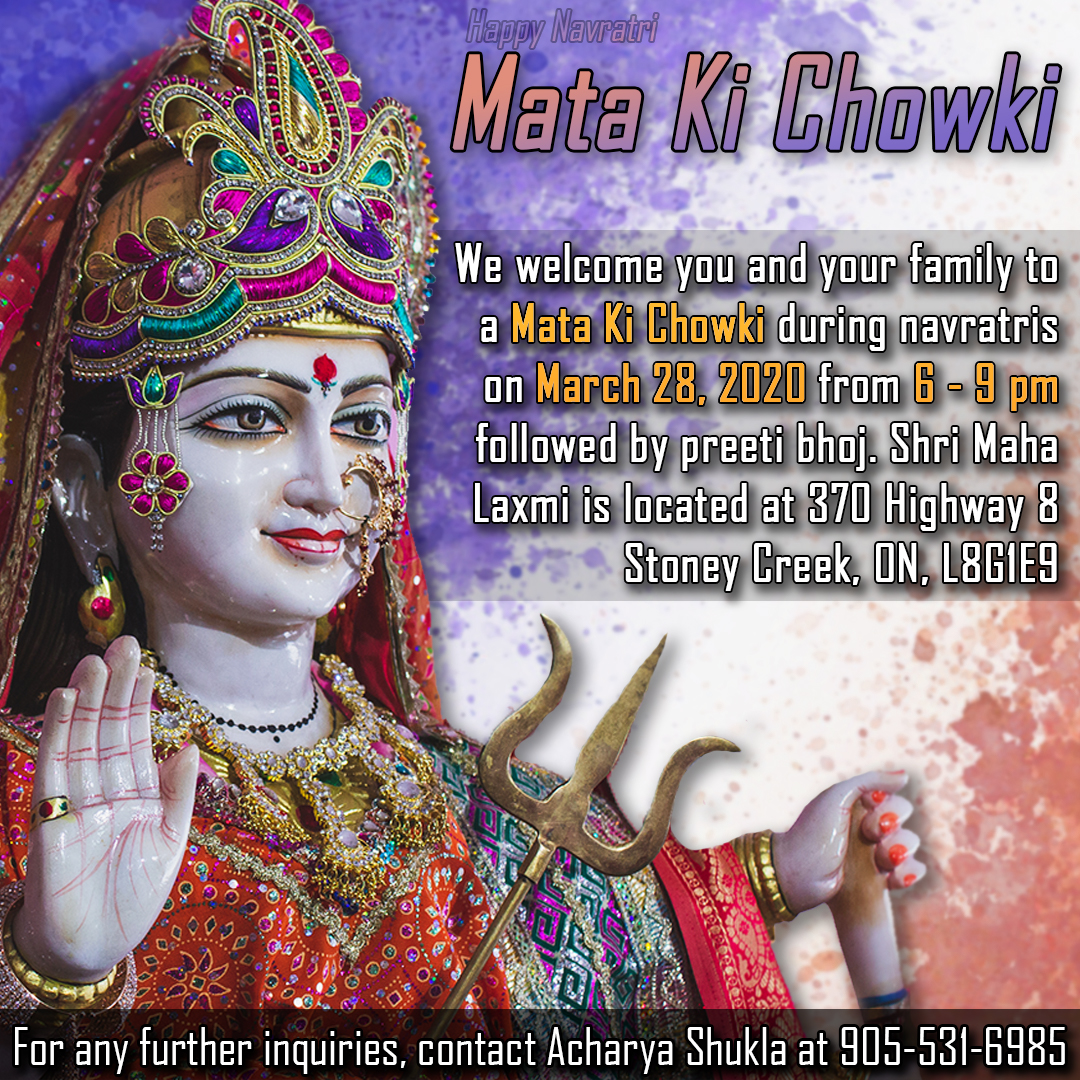 Happy Navratri
Mata Ki Chowki
We welcome you and your family to
a Mata Ki Chowki during navratris
on March 28, 2020 from 6 - 9 pm
followed by preeti bhoj. Shri Maha
Laxmi is located at 370 Highway 8
Stoney Creek, ON, L8G1E9
For any further inquiries, contact Acharya Shukla at 905-531-6985